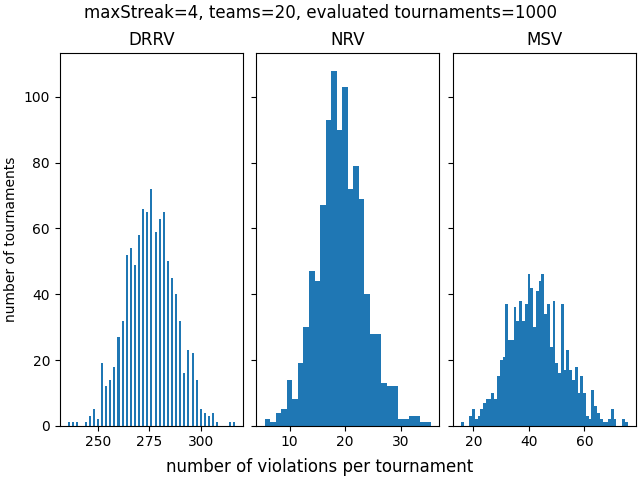 maxStreak=4, teams=20, evaluated tournaments=1000
DRRV NRV MSV
number of tournaments
100
80
60
40
20
0
250 275 300 10 20 30 20 40 60
number of violations per tournament